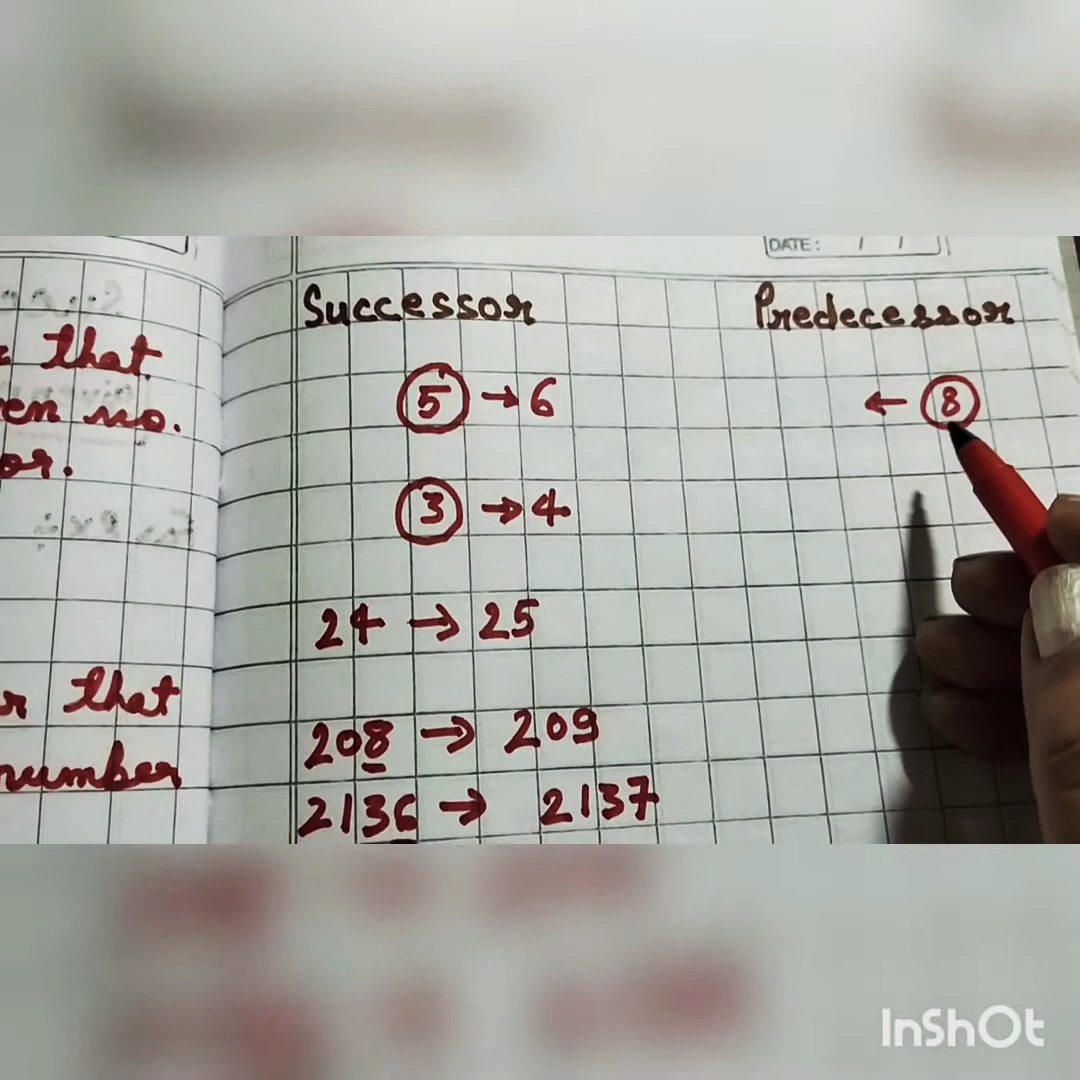 DATE: / /
Successor Predecessor
that
5 → 6 ← 8
en no.
or.
3 → 4
24 → 25
r that
208 → 209
number
2136 → 2137
InShOt